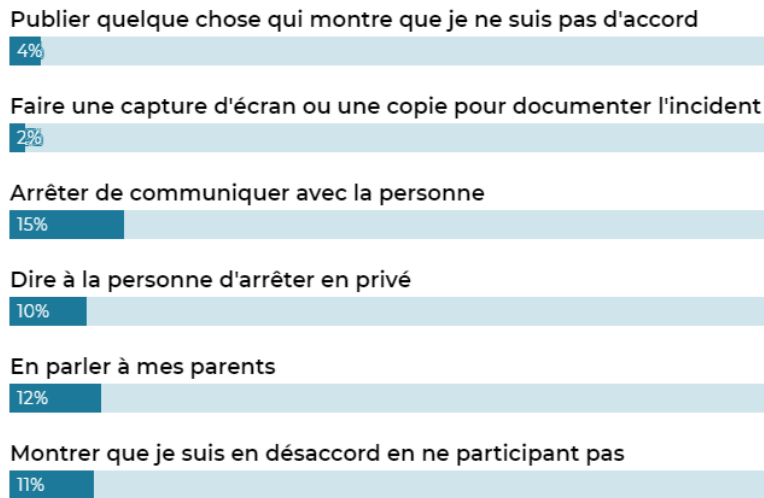 Publier quelque chose qui montre que je ne suis pas d'accord
4%
Faire une capture d'écran ou une copie pour documenter l'incident
2%
Arrêter de communiquer avec la personne
15%
Dire à la personne d'arrêter en privé
10%
En parler à mes parents
12%
Montrer que je suis en désaccord en ne participant pas
11%